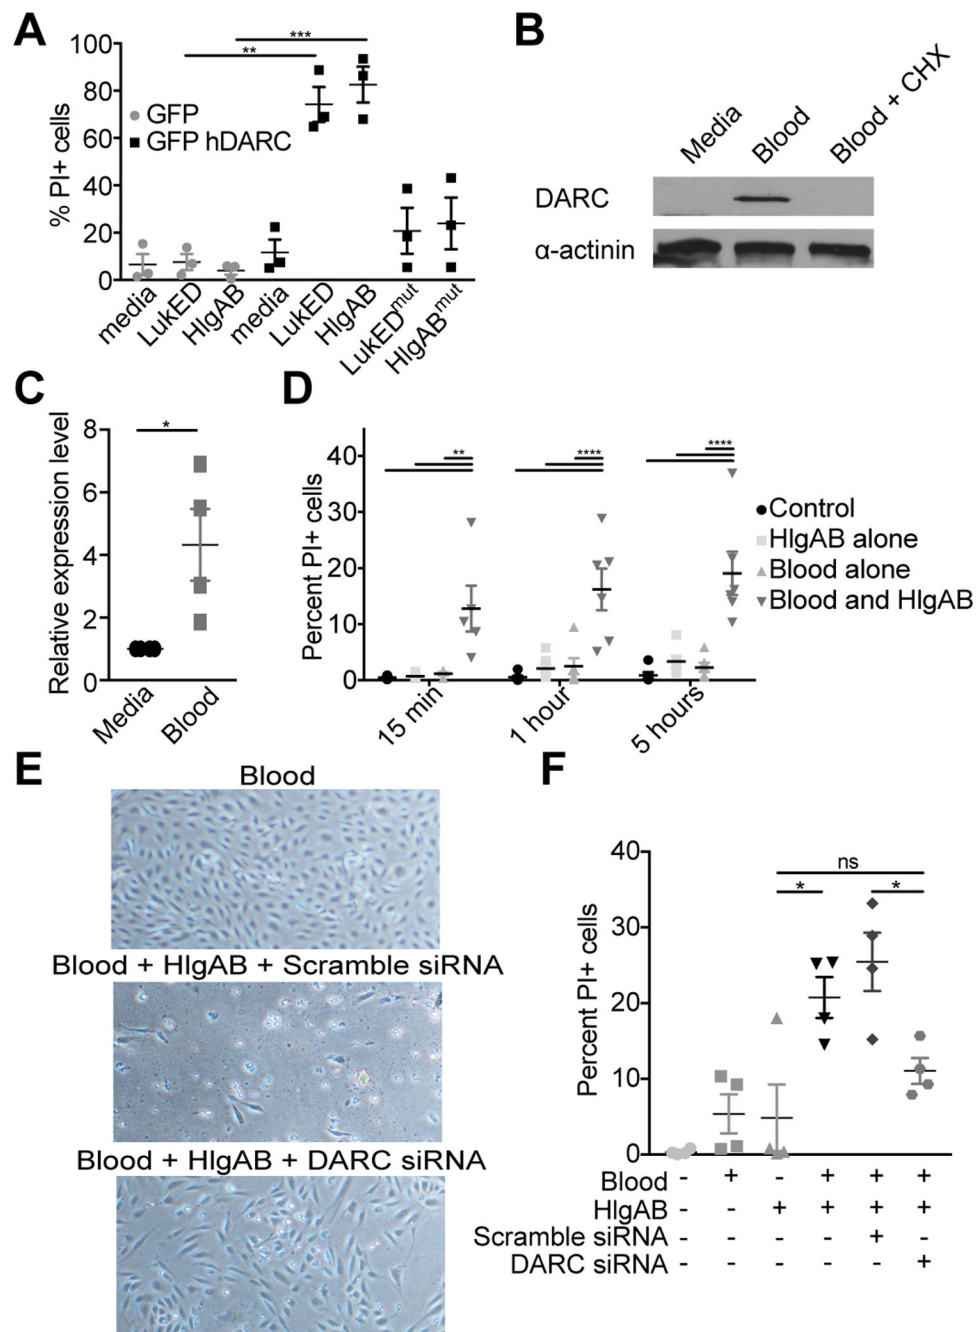 A
100
80
60
40
20
0
% PI+ cells
GFP
GFP hDARC
**
***
media
LukED
HlgAB
media
LukED
HlgAB
LukEDmut
HlgABmut
B
Media
Blood
Blood + CHX
DARC
α-actinin
C
Relative expression level
8
6
4
2
0
*
Media
Blood
D
Percent PI+ cells
40
30
20
10
0
**
****
****
15 min
1 hour
5 hours
Control
HlgAB alone
Blood alone
Blood and HlgAB
E
Blood
Blood + HlgAB + Scramble siRNA
Blood + HlgAB + DARC siRNA
F
Percent PI+ cells
40
30
20
10
0
ns
*
*
Blood - + - + + +
HlgAB - - + + + +
Scramble siRNA - - - - + -
DARC siRNA - - - - - +